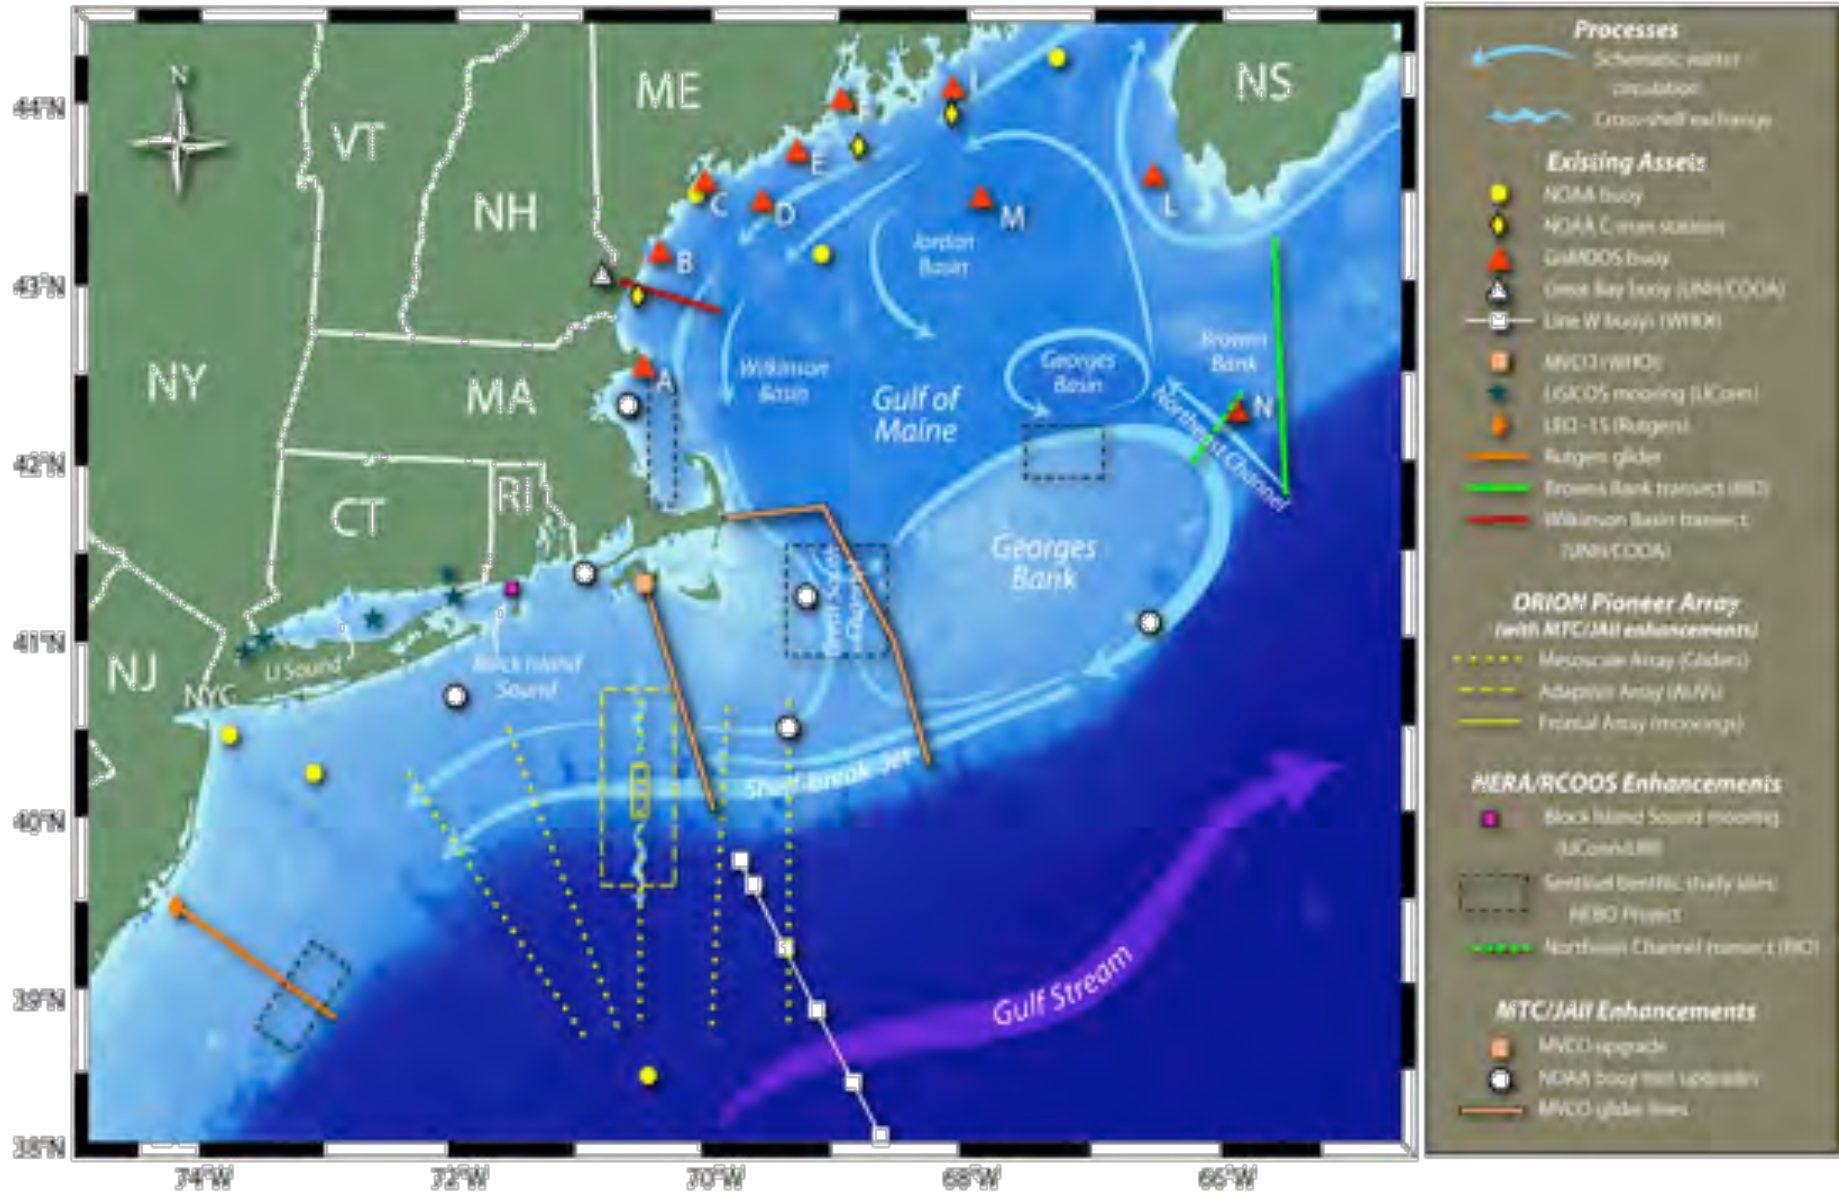 N
VT
ME
NS
NH
NY
MA
CT
RI
NJ
NYC
LI Sound
Block Island
Sound
I
E
C
D
B
M
L
A
N
Jordan
Basin
Wilkinson
Basin
Georges
Basin
Browns
Bank
Gulf of
Maine
Northeast Channel
Georges
Bank
Great South
Channel
Shelf-break Jet
Gulf Stream
44°N
43°N
42°N
41°N
40°N
39°N
38°N
74°W
72°W
70°W
68°W
66°W
Processes
Schematic water
circulation
Cross-shelf exchange
Existing Assets
NOAA buoy
NOAA C-man stations
GoMOOS buoy
Great Bay buoy (UNH/COOA)
Line W buoys (WHOI)
MVCO (WHOI)
LISICOS mooring (UConn)
LEO -15 (Rutgers)
Rutgers glider
Browns Bank transect (BIO)
Wilkinson Basin transect
(UNH/COOA)
ORION Pioneer Array
(with MTC/JAII enhancements)
Mesoscale Array (Gliders)
Adaptive Array (AUVs)
Frontal Array (moorings)
NERA/RCOOS Enhancements
Block Island Sound mooring
Sentinel Benthic study sites
NEBO Project
Northeast Channel transect (BIO)
MTC/JAII Enhancements
MVCO upgrade
NOAA buoy upgrades
MVCO glider lines